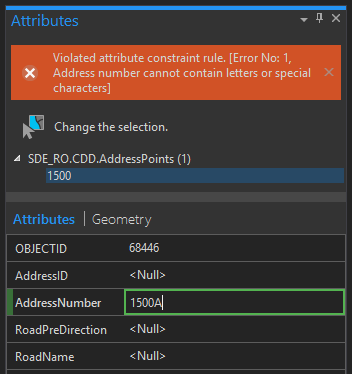 Attributes
Violated attribute constraint rule. [Error No: 1,
Address number cannot contain letters or special
characters]
Change the selection.
SDE_RO.CDD.AddressPoints (1)
1500
Attributes | Geometry
OBJECTID 68446
AddressID <Null>
AddressNumber 1500A
RoadPreDirection <Null>
RoadName <Null>